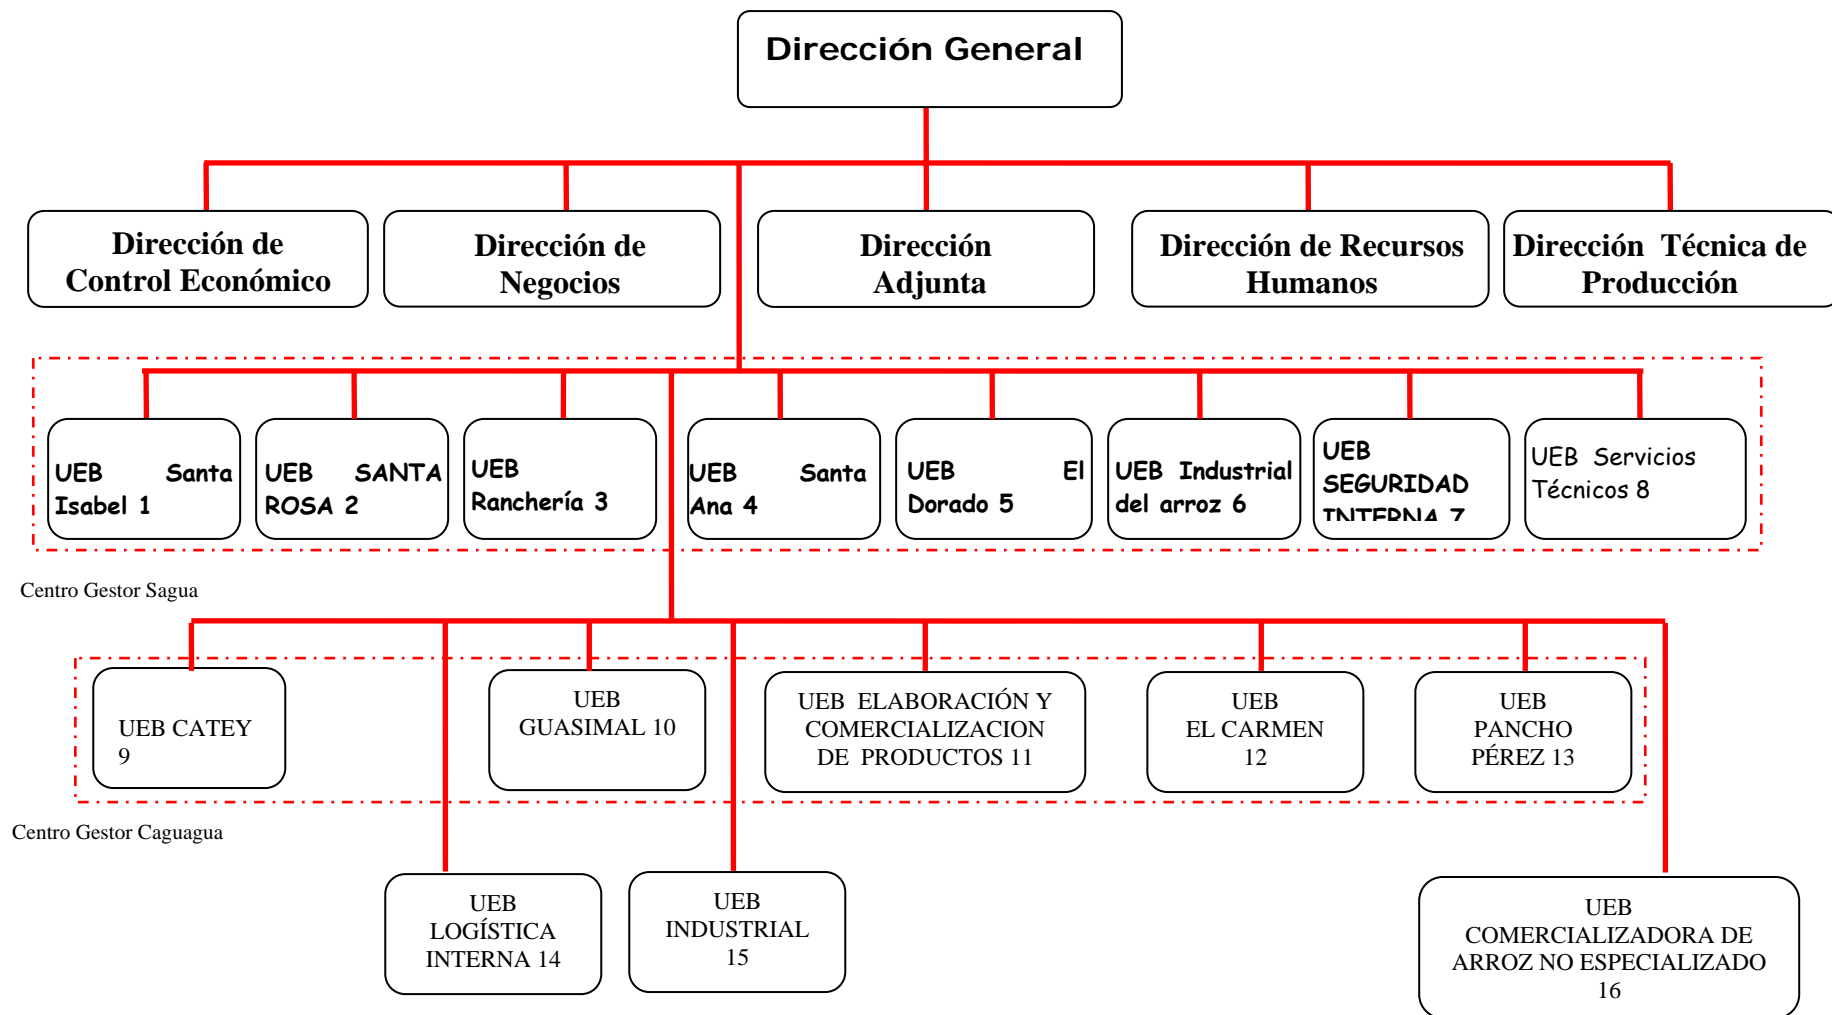 Dirección General
Dirección de
Control Económico
Dirección de
Negocios
Dirección
Adjunta
Dirección de Recursos
Humanos
Dirección Técnica de
Producción
UEB Santa
Isabel 1
UEB SANTA
ROSA 2
UEB
Ranchería 3
UEB Santa
Ana 4
UEB El
Dorado 5
UEB Industrial
del arroz 6
UEB
SEGURIDAD
INTERNA 7
UEB Servicios
Técnicos 8
Centro Gestor Sagua
UEB CATEY
9
UEB
GUASIMAL 10
UEB ELABORACIÓN Y
COMERCIALIZACION
DE PRODUCTOS 11
UEB
EL CARMEN
12
UEB
PANCHO
PÉREZ 13
Centro Gestor Caguagua
UEB
LOGÍSTICA
INTERNA 14
UEB
INDUSTRIAL
15
UEB
COMERCIALIZADORA DE
ARROZ NO ESPECIALIZADO
16